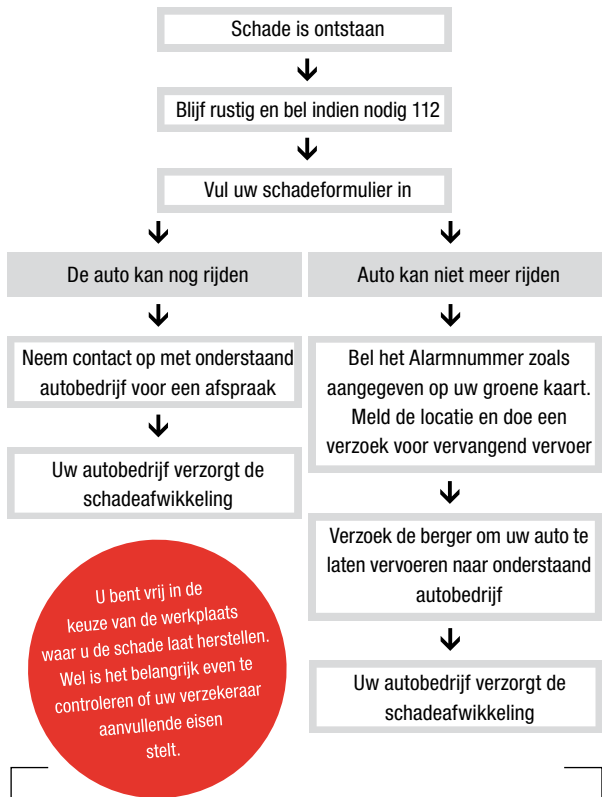 Schade is ontstaan
Blijf rustig en bel indien nodig 112
Vul uw schadeformulier in
De auto kan nog rijden
Auto kan niet meer rijden
Neem contact op met onderstaand
autobedrijf voor een afspraak
Uw autobedrijf verzorgt de
schadeafwikkeling
Bel het Alarmnummer zoals
aangegeven op uw groene kaart.
Meld de locatie en doe een
verzoek voor vervangend vervoer
Verzoek de berger om uw auto te
laten vervoeren naar onderstaand
autobedrijf
Uw autobedrijf verzorgt de
schadeafwikkeling
U bent vrij in de
keuze van de werkplaats
waar u de schade laat herstellen.
Wel is het belangrijk even te
controleren of uw verzekeraar
aanvullende eisen
stelt.